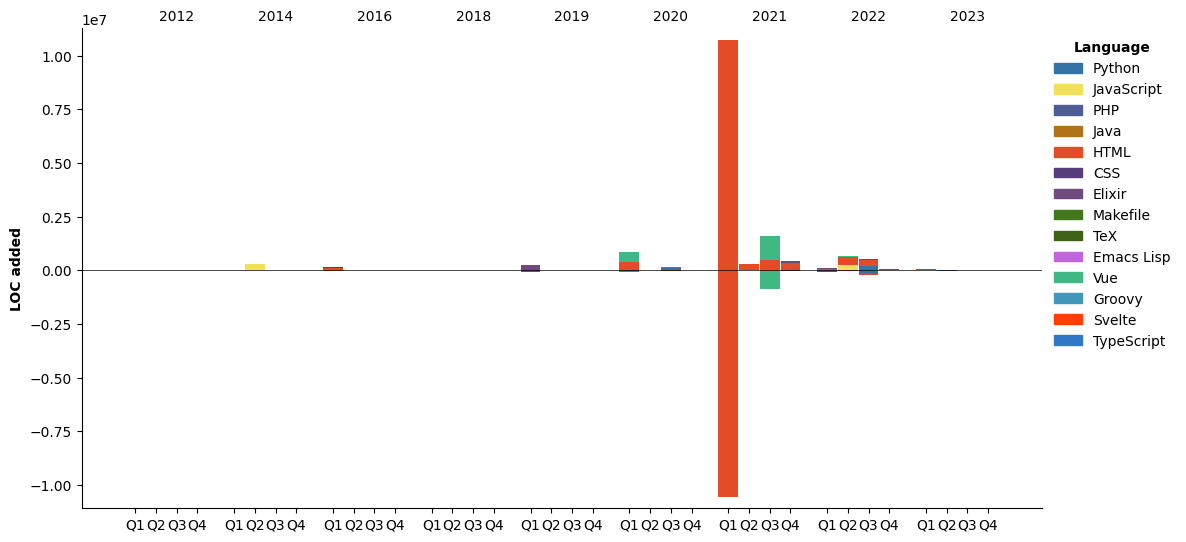 1e7
2012 2014 2016 2018 2019 2020 2021 2022 2023
1.00
0.75
0.50
0.25
0.00
−0.25
−0.50
−0.75
−1.00
LOC added
Q1 Q2 Q3 Q4 Q1 Q2 Q3 Q4 Q1 Q2 Q3 Q4 Q1 Q2 Q3 Q4 Q1 Q2 Q3 Q4 Q1 Q2 Q3 Q4 Q1 Q2 Q3 Q4 Q1 Q2 Q3 Q4 Q1 Q2 Q3 Q4
Language
Python
JavaScript
PHP
Java
HTML
CSS
Elixir
Makefile
TeX
Emacs Lisp
Vue
Groovy
Svelte
TypeScript